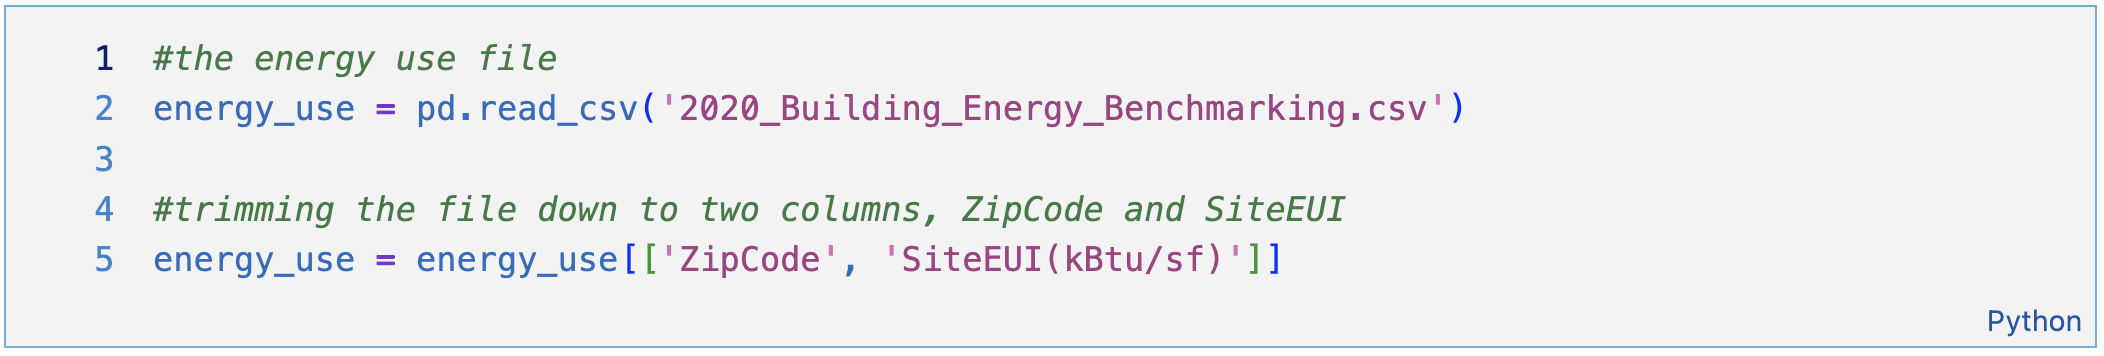 1 #the energy use file
2 energy_use = pd.read_csv('2020_Building_Energy_Benchmarking.csv')
3
4 #trimming the file down to two columns, ZipCode and SiteEUI
5 energy_use = energy_use[['ZipCode', 'SiteEUI(kBtu/sf)']]
Python